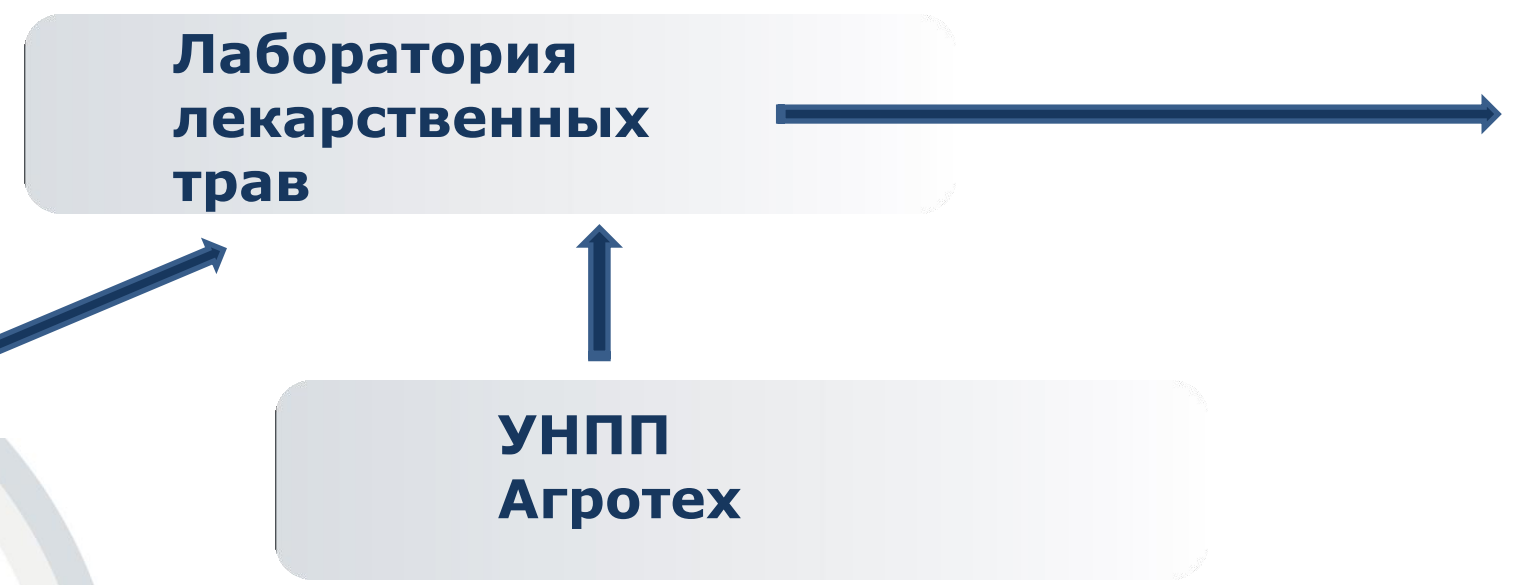 Лаборатория
лекарственных
трав
УНПП
Агротех